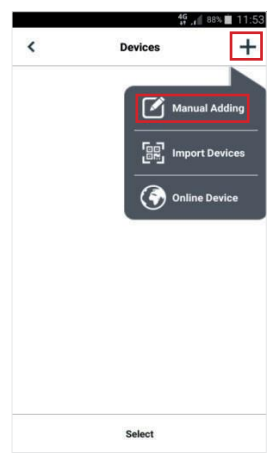 4G 88% 11:53
Devices
Manual Adding
Import Devices
Online Device
Select